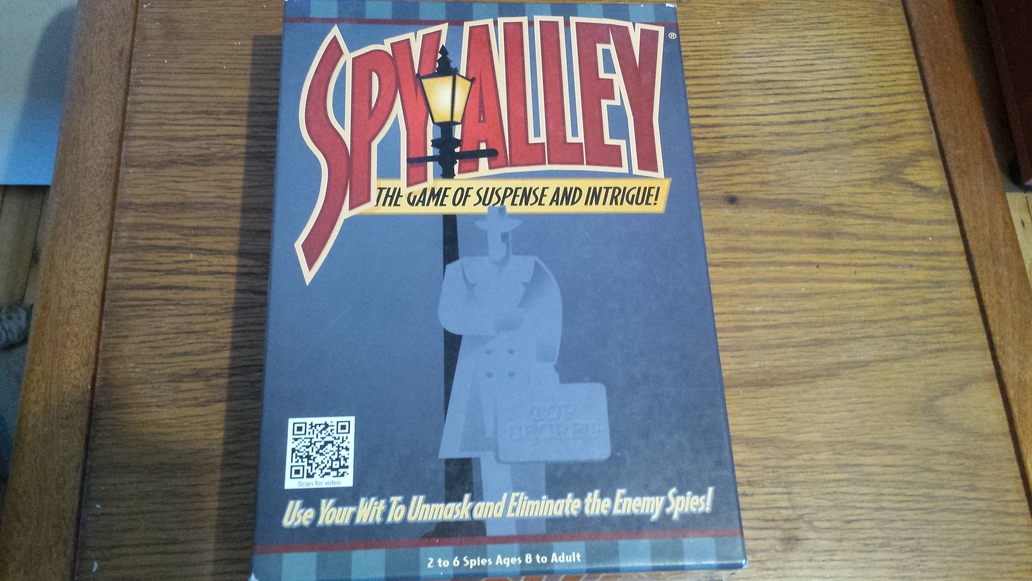 SPY ALLEY®
THE GAME OF SUSPENSE AND INTRIGUE!
TOP
SECRET
Scan for video
Use Your Wit To Unmask and Eliminate the Enemy Spies!
2 to 6 Spies Ages 8 to Adult